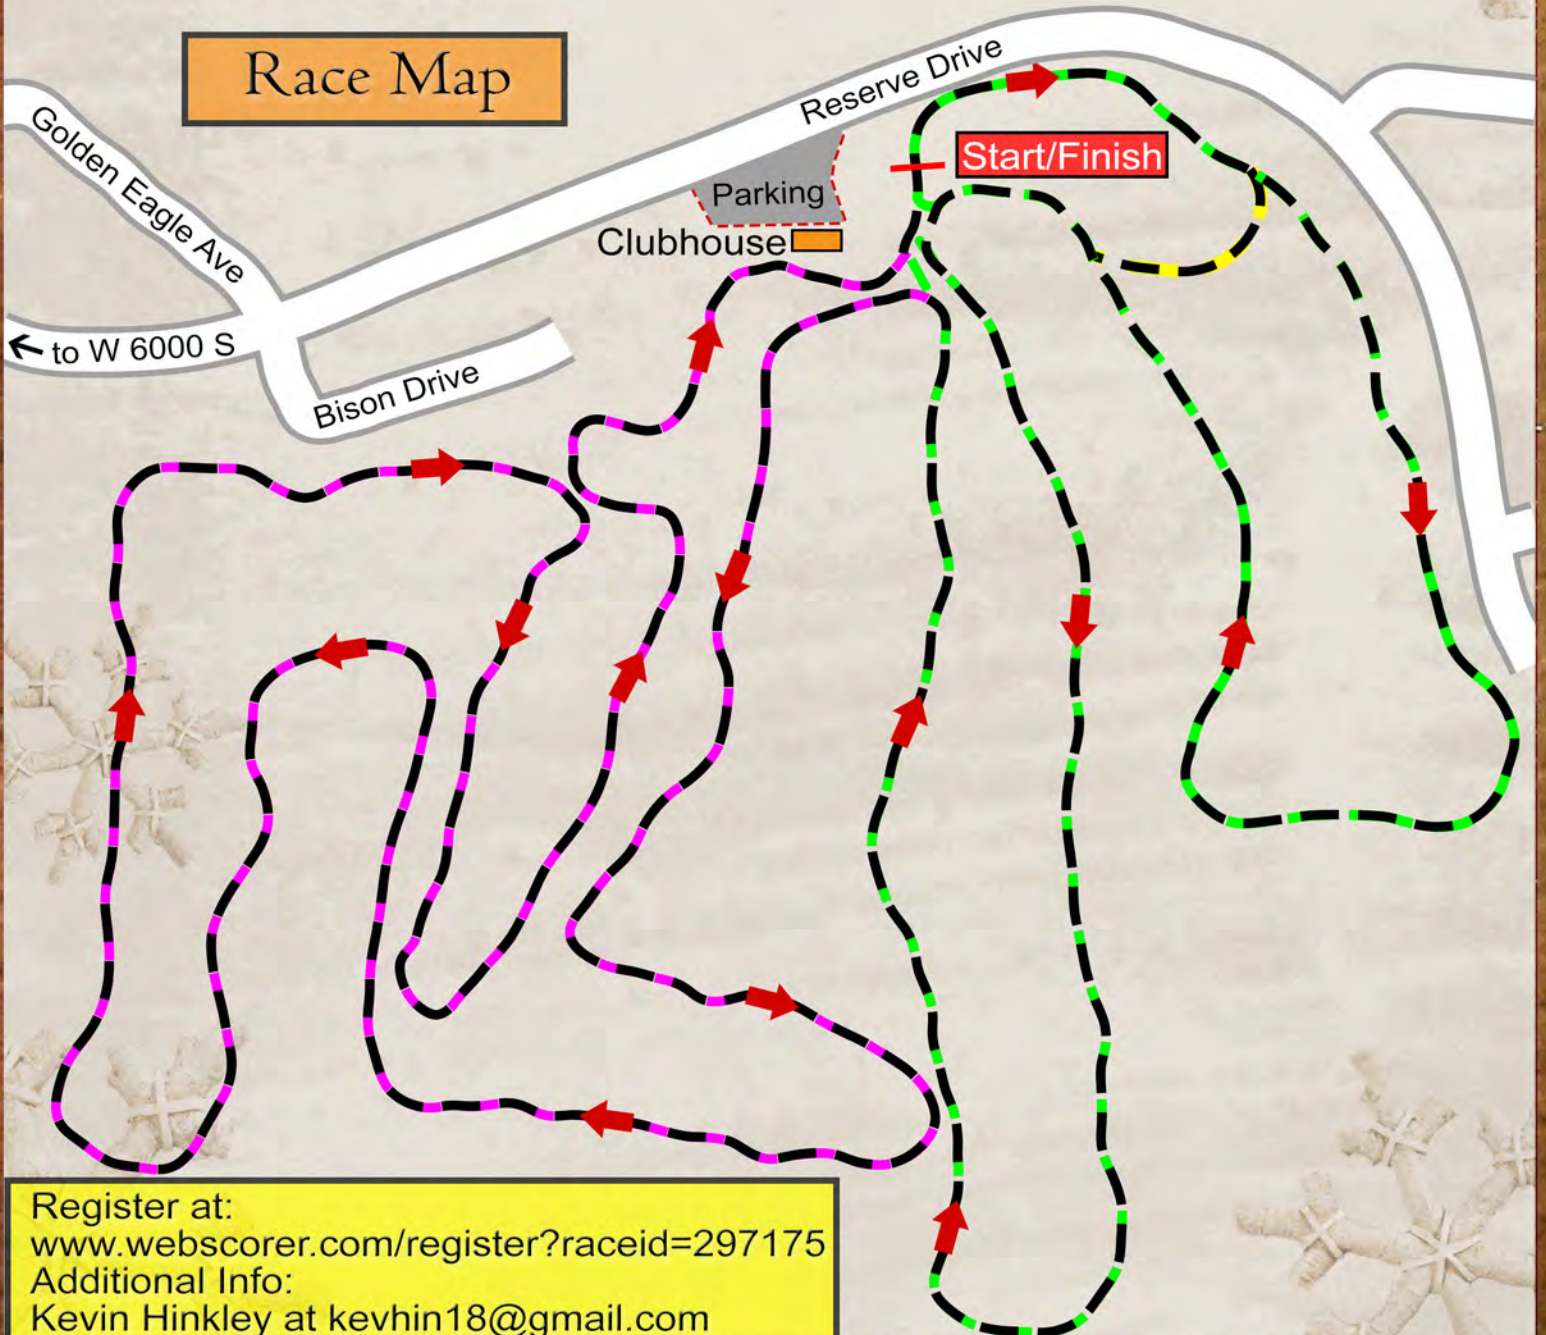 Race Map
Reserve Drive
Golden Eagle Ave
Start/Finish
Parking
Clubhouse
← to W 6000 S
Bison Drive
Register at:
www.webscorer.com/register?raceid=297175
Additional Info:
Kevin Hinkley at kevhin18@gmail.com